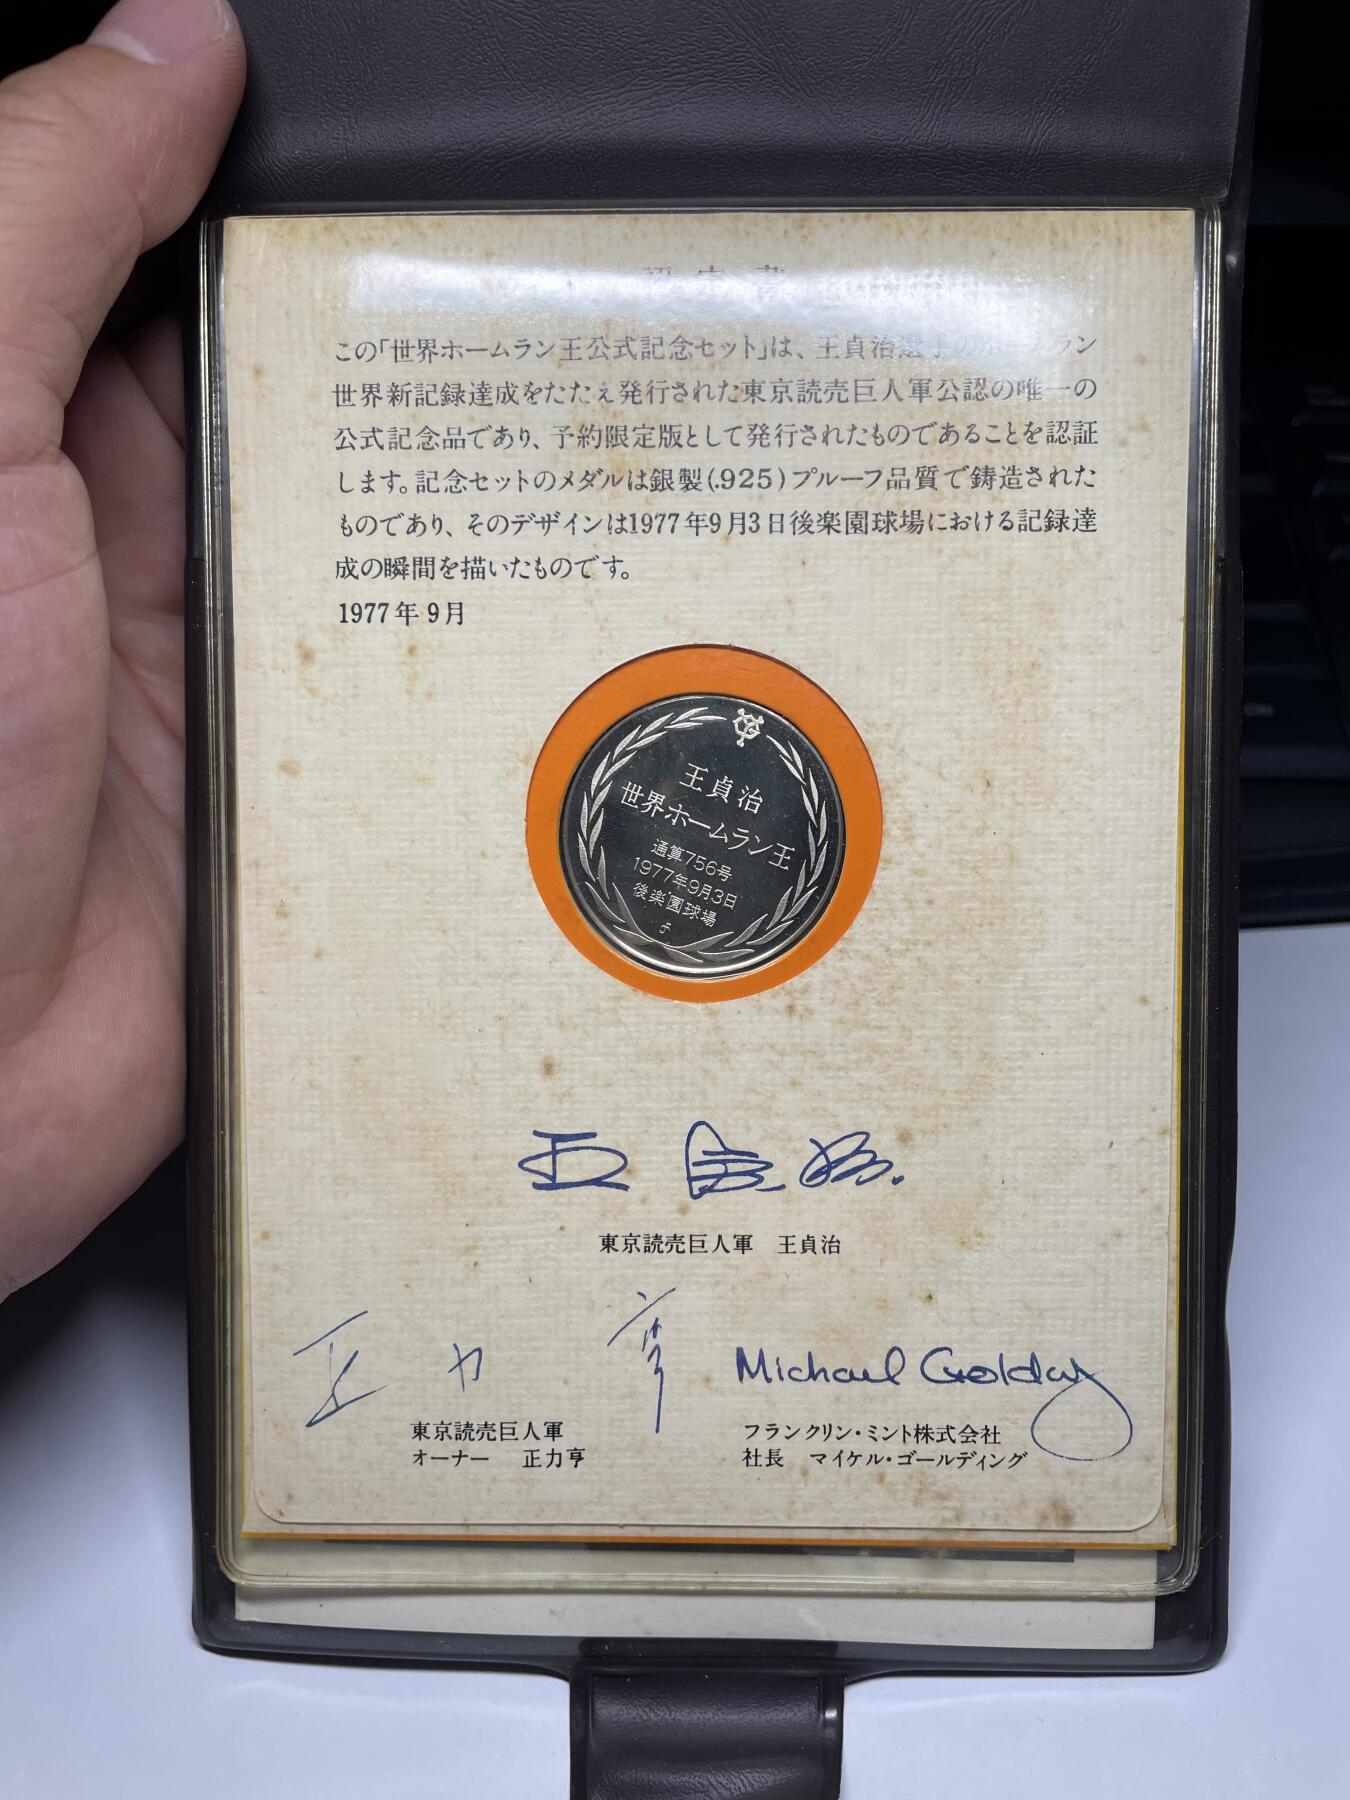 認定書
この「世界ホームラン王公式記念セット」は、王貞治選手のホームラン
世界新記録達成をたたえ発行された東京読売巨人軍公認の唯一の
公式記念品であり、予約限定版として発行されたものであることを認証
します。記念セットのメダルは銀製(.925)プルーフ品質で鋳造された
ものであり、そのデザインは1977年9月3日後楽園球場における記録達
成の瞬間を描いたものです。
1977年9月
王貞治
世界ホームラン王
通算756号
1977年9月3日
後楽園球場
王貞治
東京読売巨人軍 王貞治
正力亨
東京読売巨人軍
オーナー 正力亨
Michael Golding
フランクリン・ミント株式会社
社長 マイケル・ゴールディング